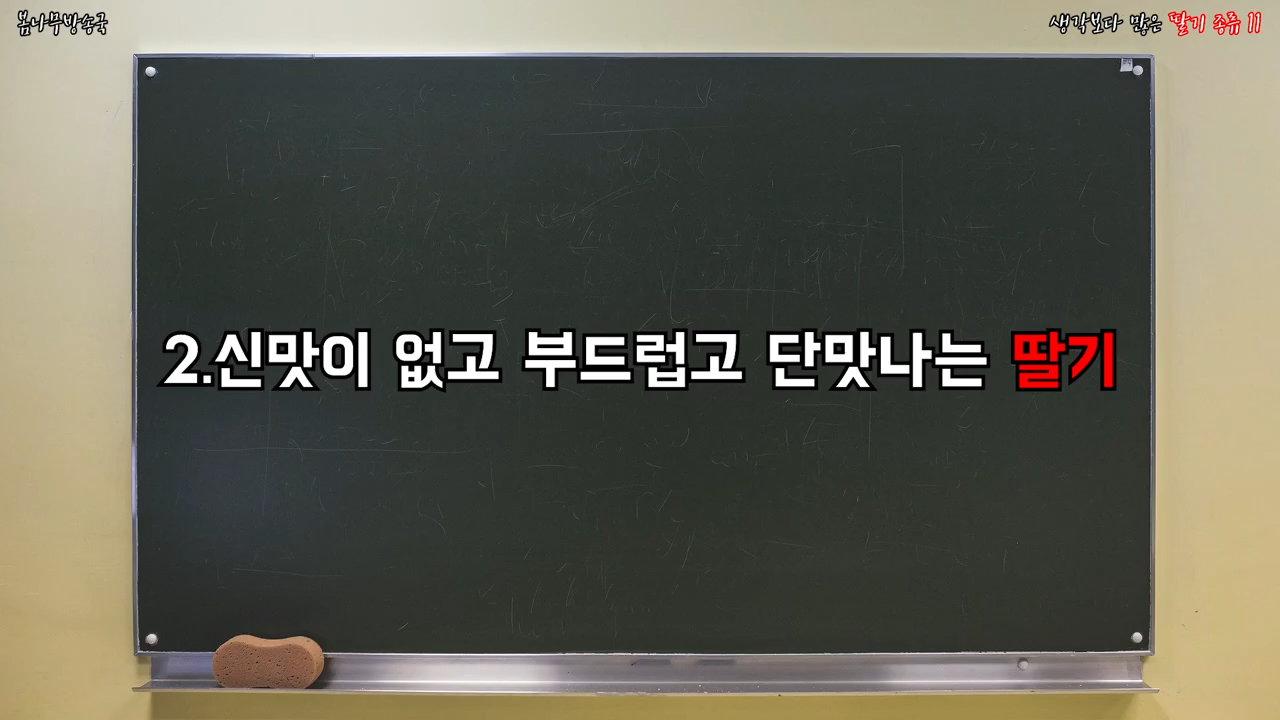 봄나무방송국
생각보다 많은 딸기 종류 11
2.신맛이 없고 부드럽고 단맛나는 딸기